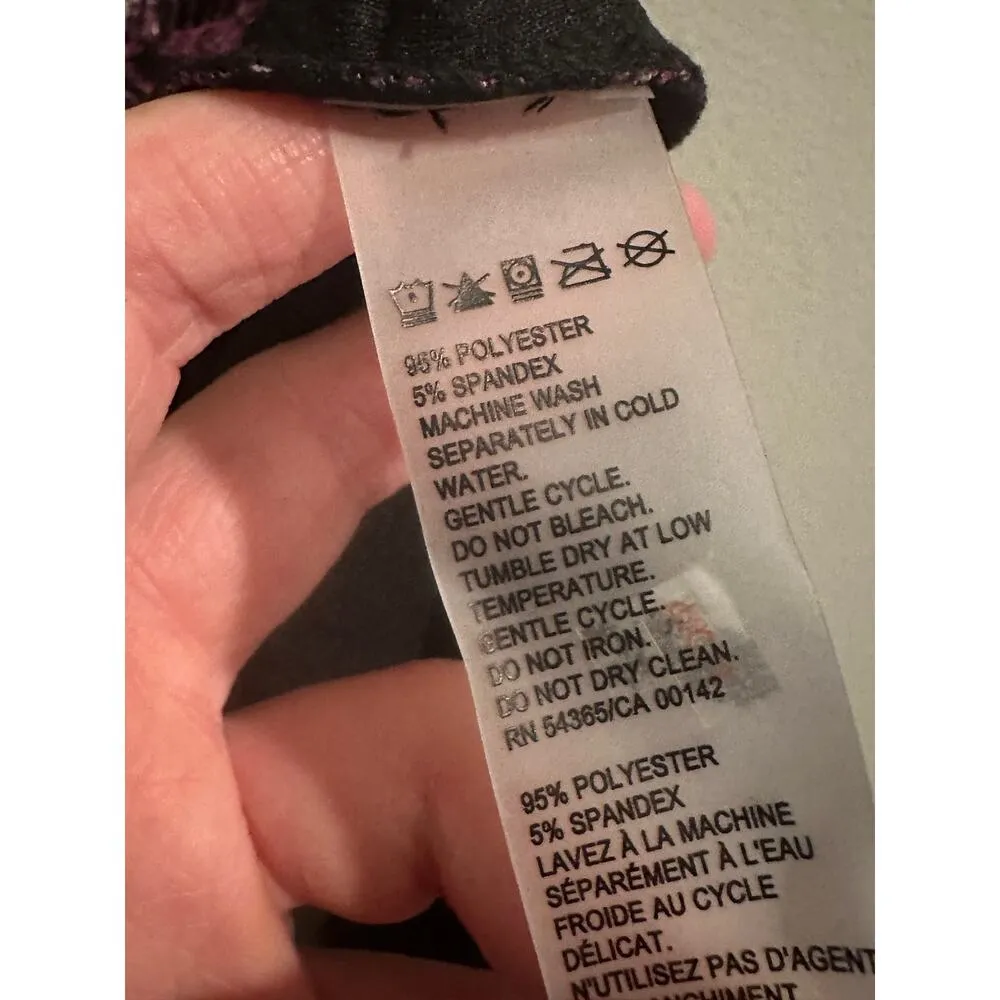 95% POLYESTER
5% SPANDEX
MACHINE WASH
SEPARATELY IN COLD
WATER.
GENTLE CYCLE.
DO NOT BLEACH.
TUMBLE DRY AT LOW
TEMPERATURE.
GENTLE CYCLE.
DO NOT IRON.
DO NOT DRY CLEAN.
RN 54365/CA 00142
95% POLYESTER
5% SPANDEX
LAVEZ À LA MACHINE
SÉPARÉMENT À L'EAU
FROIDE AU CYCLE
DÉLICAT.
N'UTILISEZ PAS D'AGENT